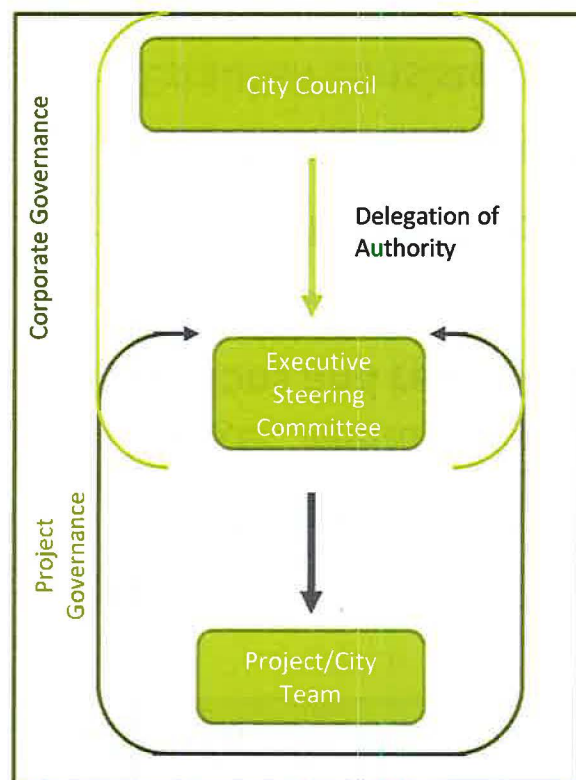 City Council
Corporate Governance
Delegation of
Authority
Executive
Steering
Committee
Project
Governance
Project/City
Team